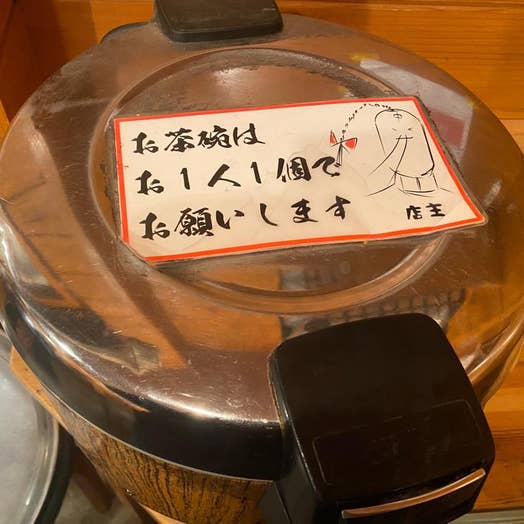 お茶碗は
お1人1個で
お願いします
店主